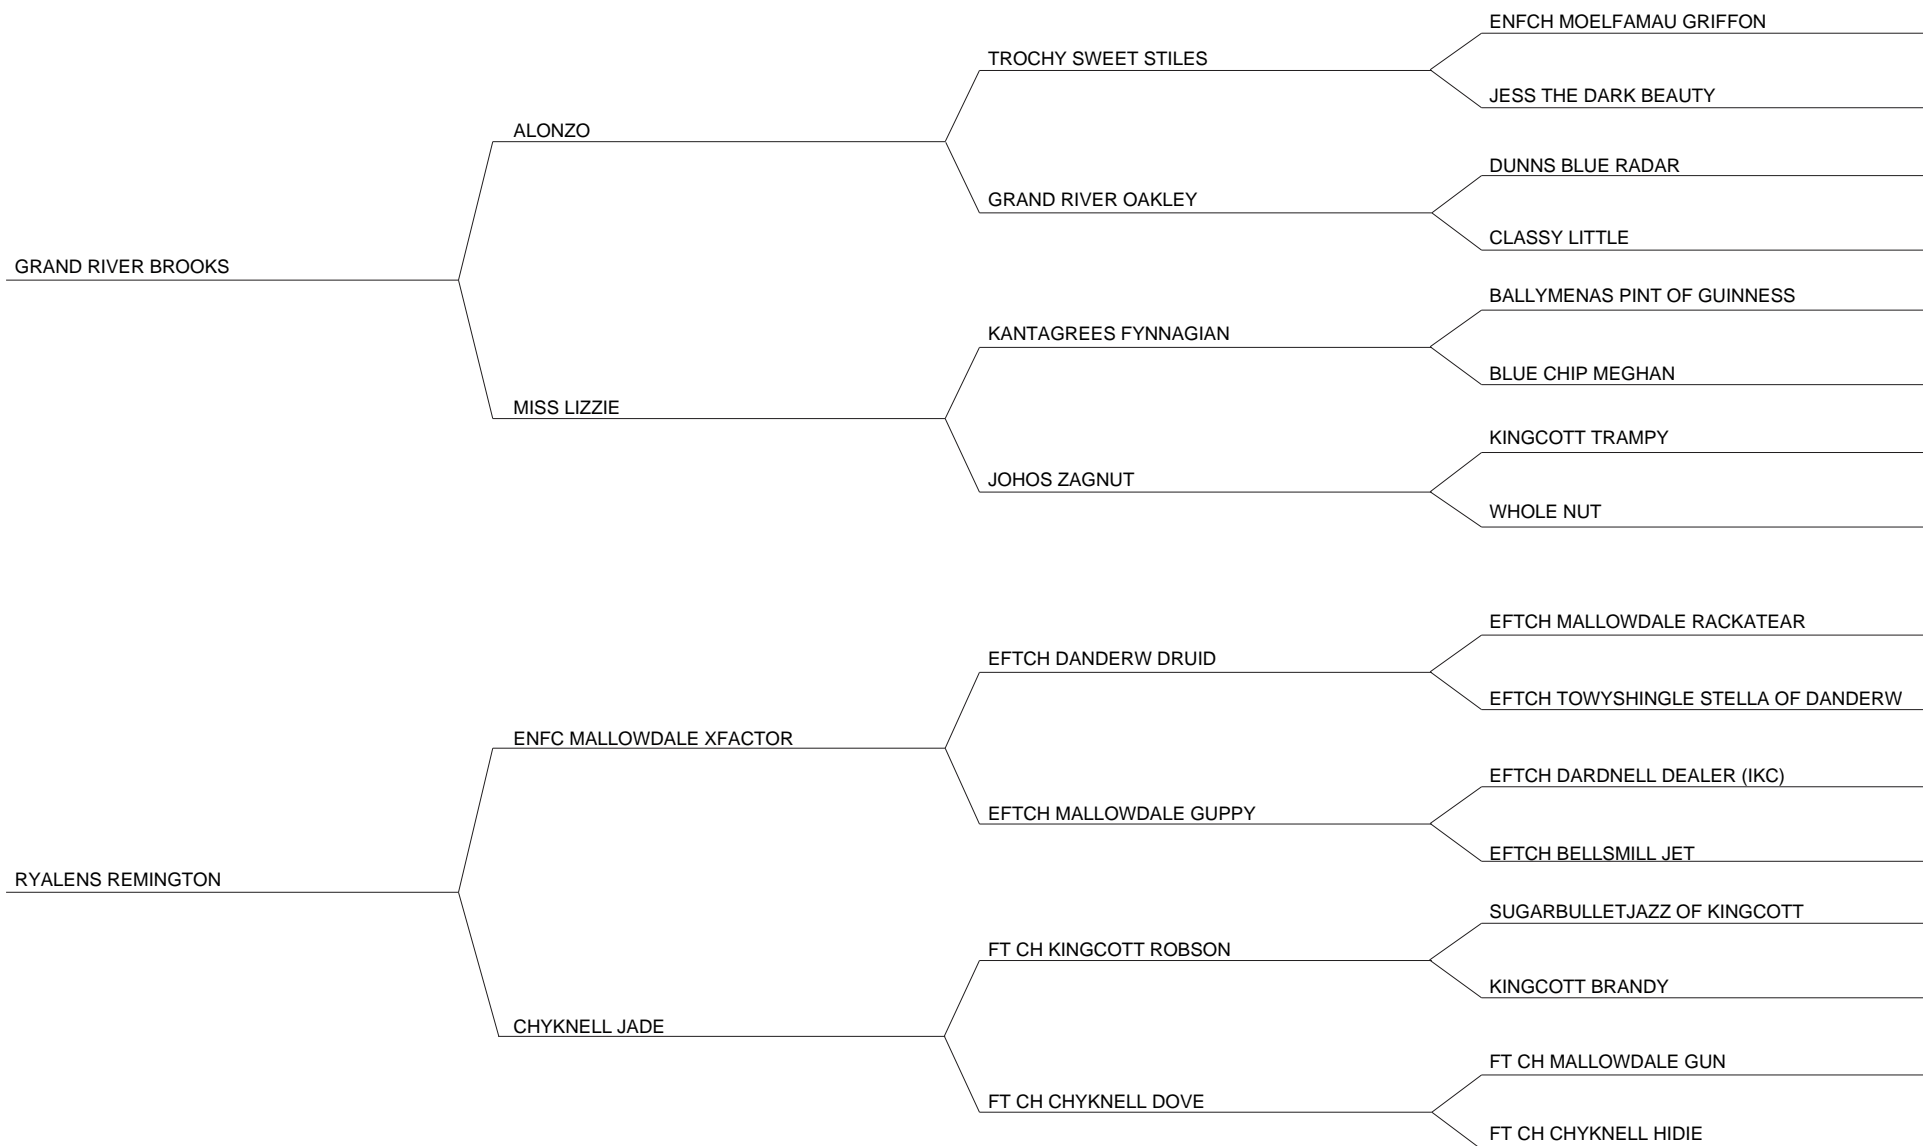 ENFCH MOELFAMAU GRIFFON
TROCHY SWEET STILES
JESS THE DARK BEAUTY
ALONZO
DUNNS BLUE RADAR
GRAND RIVER OAKLEY
CLASSY LITTLE
GRAND RIVER BROOKS
BALLYMENAS PINT OF GUINNESS
KANTAGREES FYNNAGIAN
BLUE CHIP MEGHAN
MISS LIZZIE
KINGCOTT TRAMPY
JOHOS ZAGNUT
WHOLE NUT
EFTCH MALLOWDALE RACKATEAR
EFTCH DANDERW DRUID
EFTCH TOWYSHINGLE STELLA OF DANDERW
ENFC MALLOWDALE XFACTOR
EFTCH DARDNELL DEALER (IKC)
EFTCH MALLOWDALE GUPPY
EFTCH BELLSMILL JET
RYALENS REMINGTON
SUGARBULLETJAZZ OF KINGCOTT
FT CH KINGCOTT ROBSON
KINGCOTT BRANDY
CHYKNELL JADE
FT CH MALLOWDALE GUN
FT CH CHYKNELL DOVE
FT CH CHYKNELL HIDIE